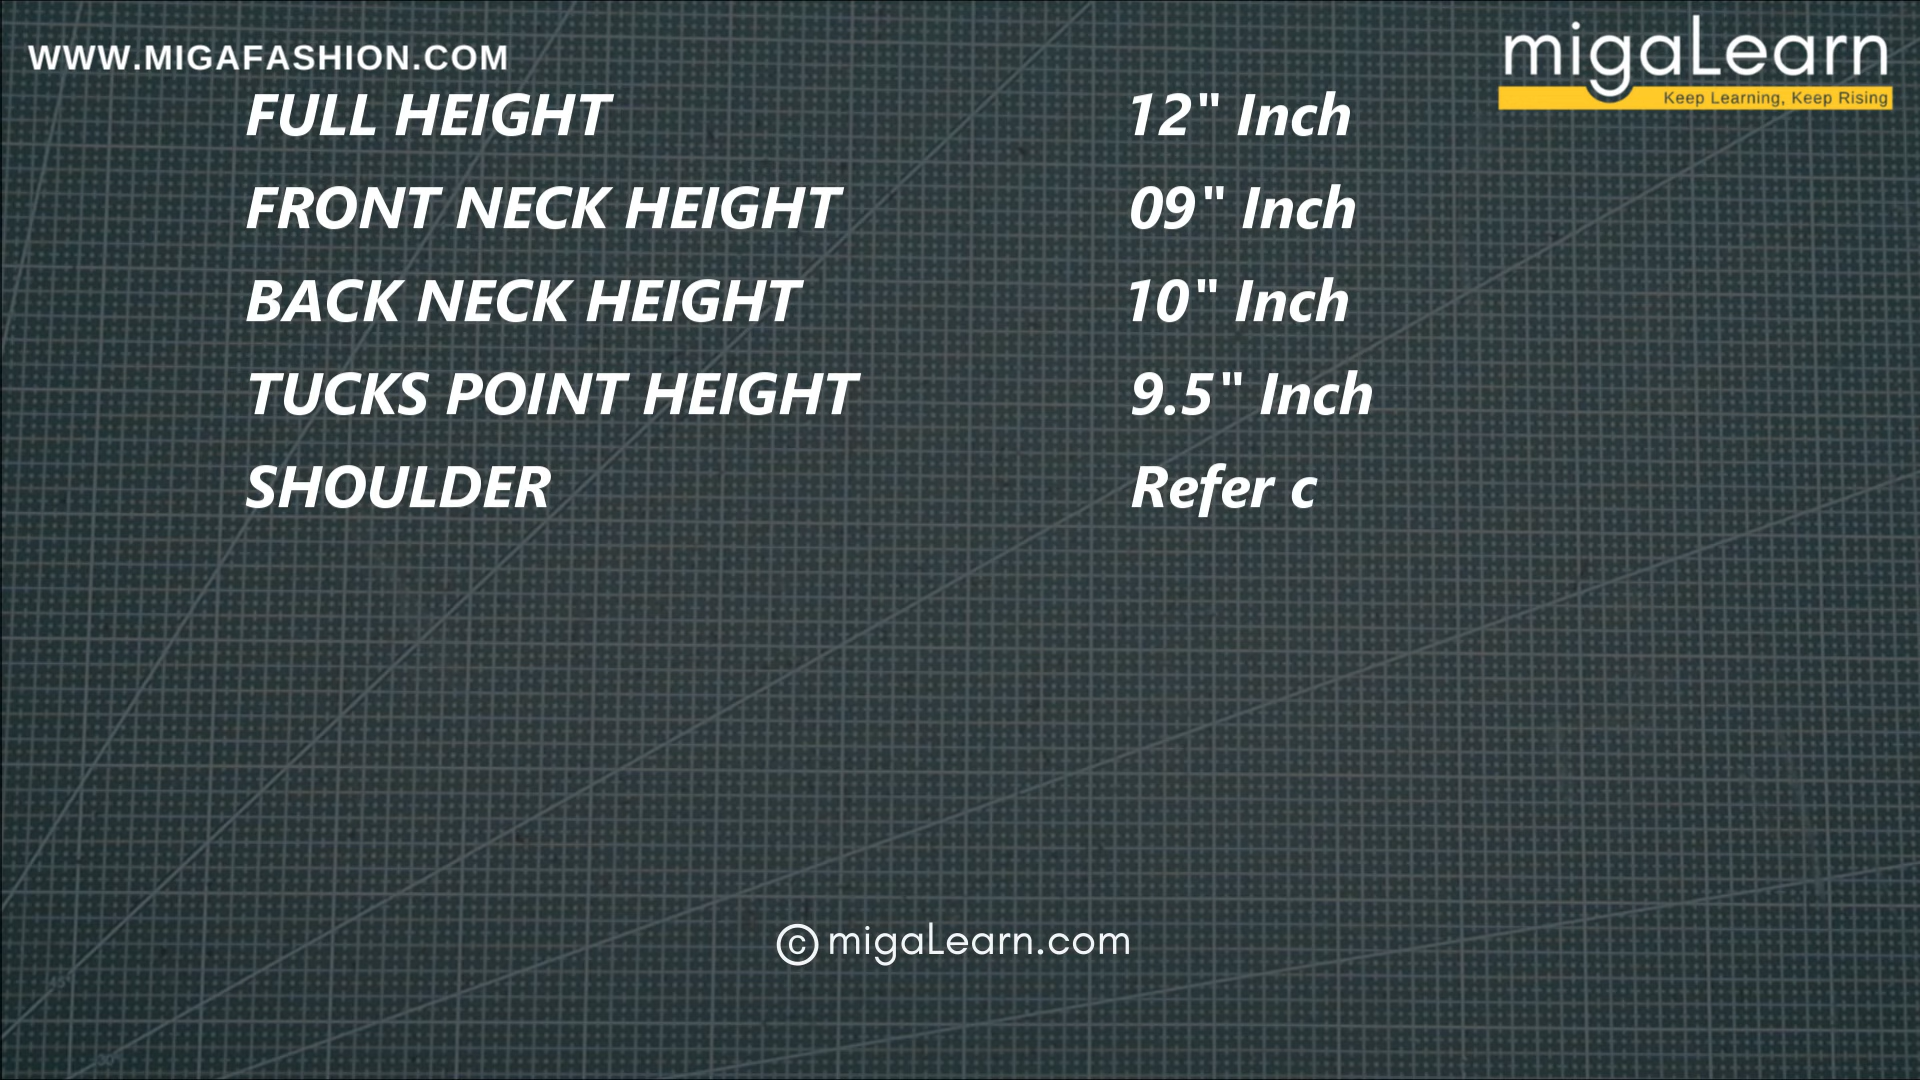 WWW.MIGAFASHION.COM
migaLearn
Keep Learning, Keep Rising
FULL HEIGHT 12" Inch
FRONT NECK HEIGHT 09" Inch
BACK NECK HEIGHT 10" Inch
TUCKS POINT HEIGHT 9.5" Inch
SHOULDER Refer c
© migaLearn.com